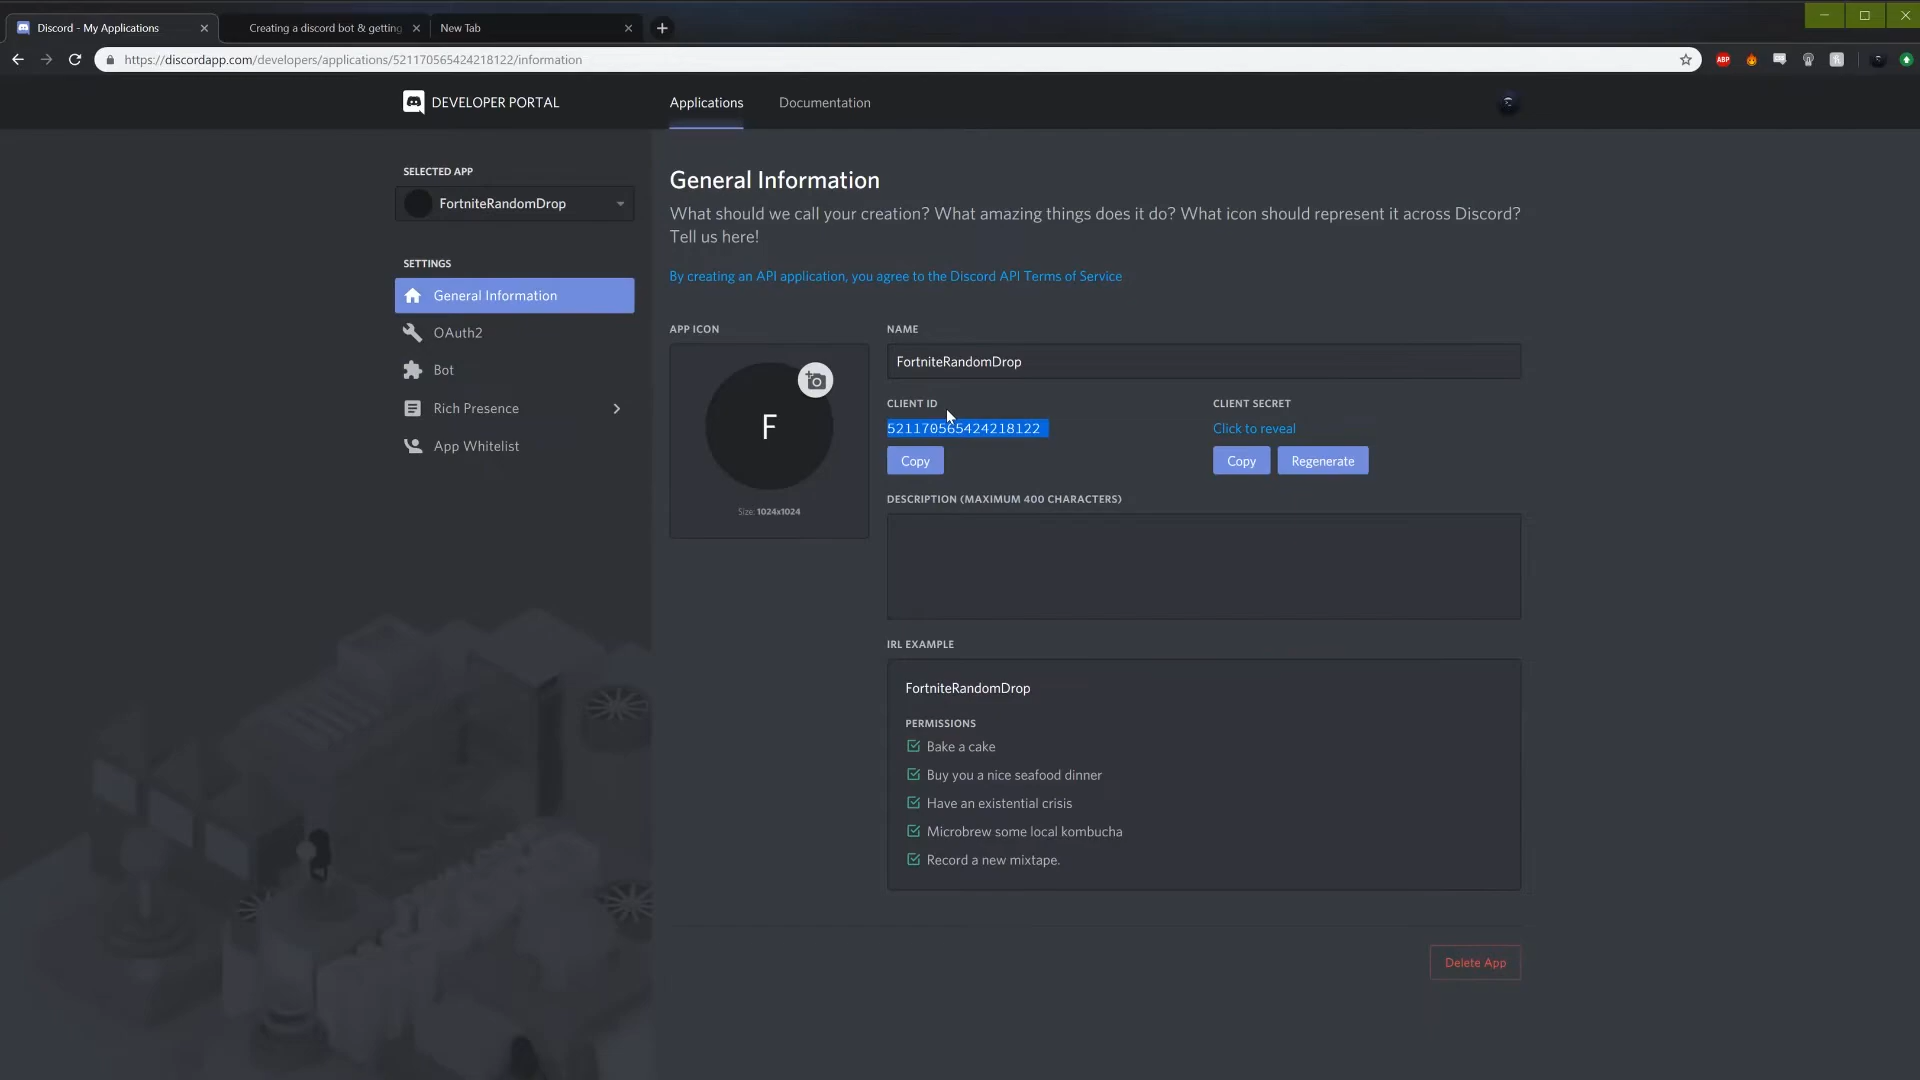 Discord - My Applications
Creating a discord bot & getting
New Tab
https://discordapp.com/developers/applications/521170565424218122/information
ABP
DEVELOPER PORTAL
Applications
Documentation
SELECTED APP
FortniteRandomDrop
SETTINGS
General Information
OAuth2
Bot
Rich Presence
App Whitelist
General Information
What should we call your creation? What amazing things does it do? What icon should represent it across Discord?
Tell us here!
By creating an API application, you agree to the Discord API Terms of Service
APP ICON
F
Size: 1024x1024
NAME
FortniteRandomDrop
CLIENT ID
521170565424218122
Copy
CLIENT SECRET
Click to reveal
Copy
Regenerate
DESCRIPTION (MAXIMUM 400 CHARACTERS)
IRL EXAMPLE
FortniteRandomDrop
PERMISSIONS
Bake a cake
Buy you a nice seafood dinner
Have an existential crisis
Microbrew some local kombucha
Record a new mixtape.
Delete App